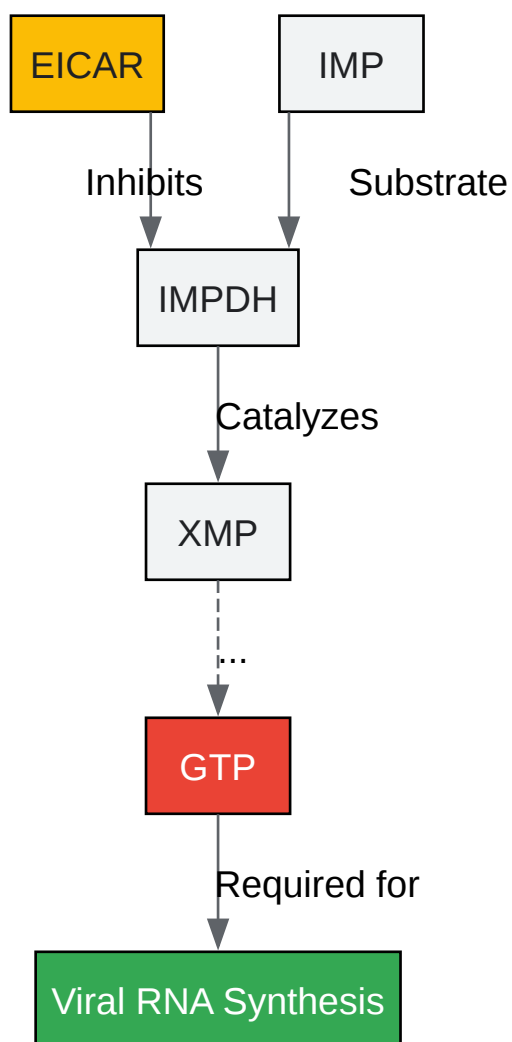 EICAR
IMP
Inhibits
Substrate
IMPDH
Catalyzes
XMP
...
GTP
Required for
Viral RNA Synthesis